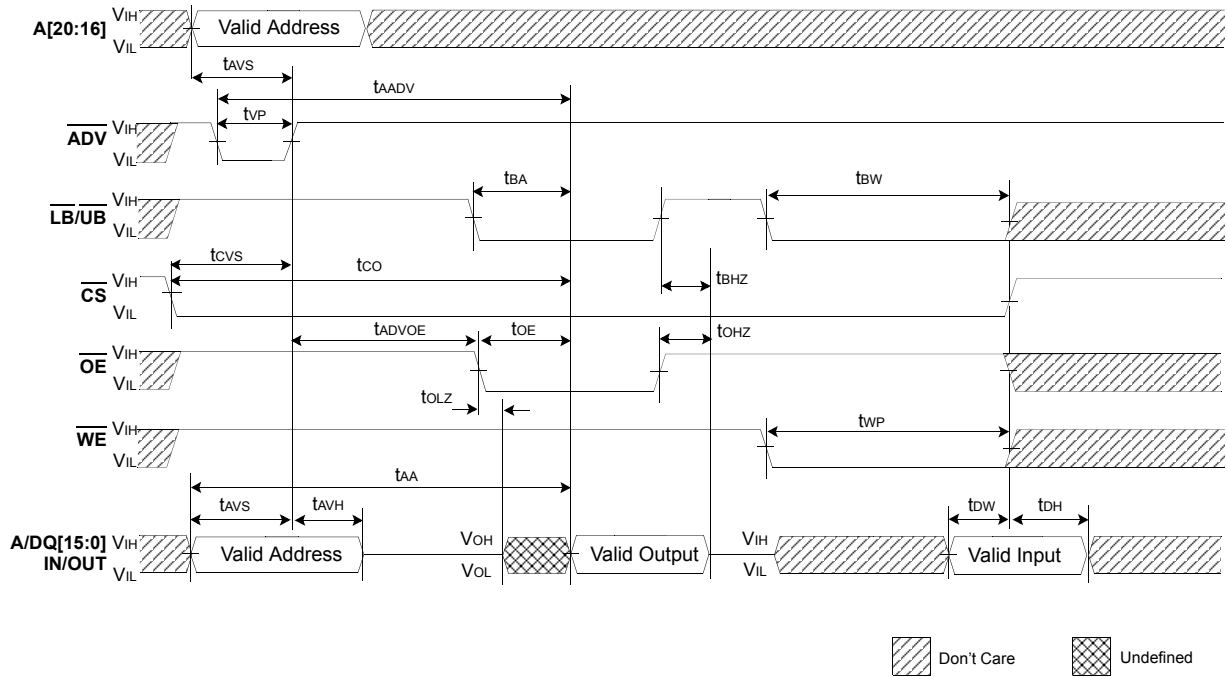 A[20:16] VIH Valid Address
VIL
tAVS
tAADV
tVP
ADV VIH
VIL
tBA tBW
LB/UB VIH
VIL
tCVS
tCO tBHZ
CS VIH
VIL
tADVOE tOE tOHZ
OE VIH
VIL
tOLZ
WE VIH tWP
VIL
tAA
tAVS tAVH tDW tDH
A/DQ[15:0] VIH Valid Address VOH Valid Output VIH Valid Input
IN/OUT VIL VOL VIL
Don't Care Undefined